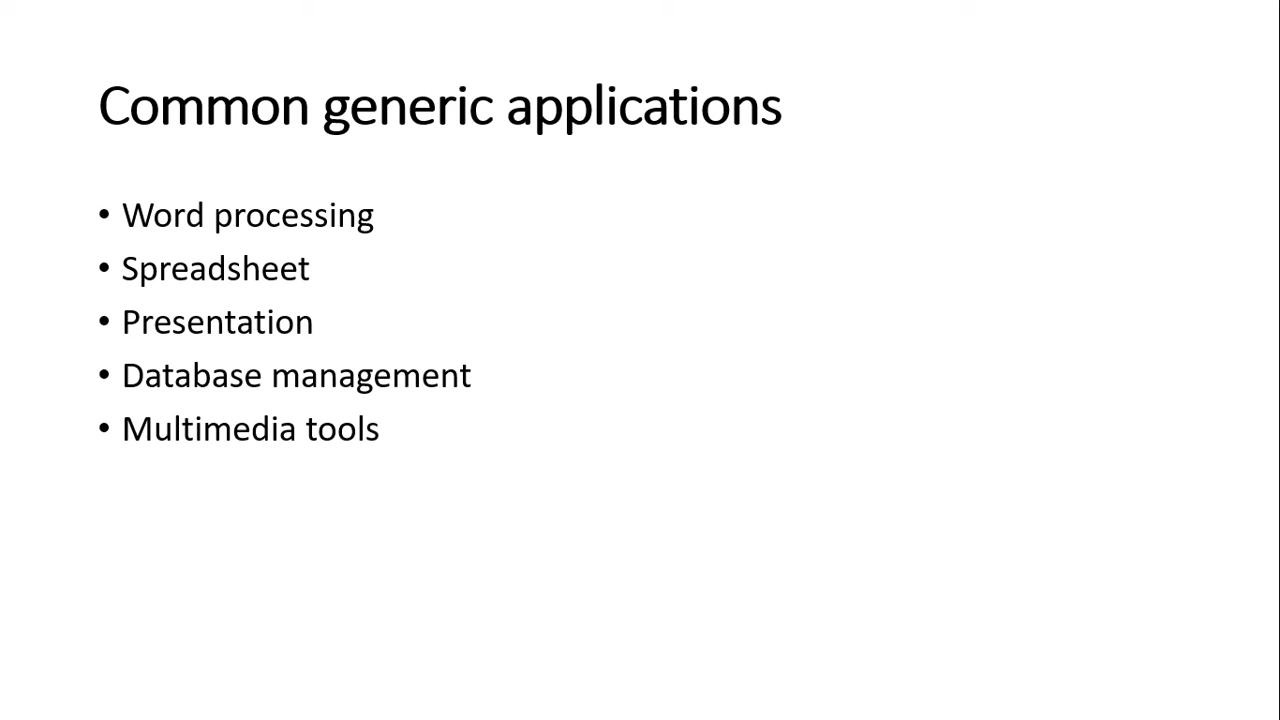 Common generic applications
• Word processing
• Spreadsheet
• Presentation
• Database management
• Multimedia tools